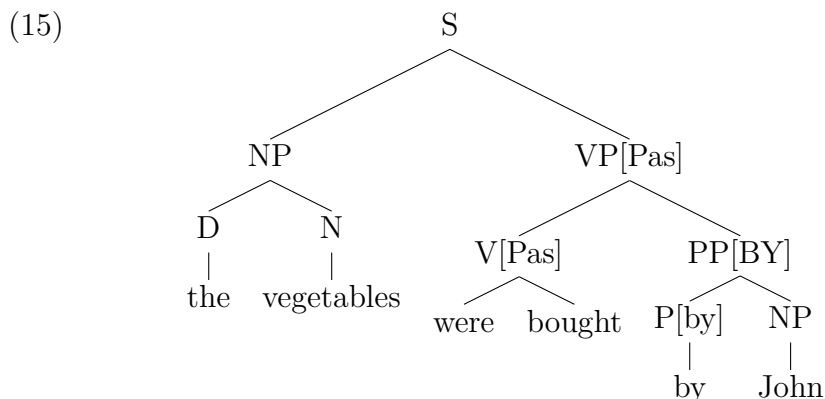 (15) S
NP VP[Pas]
D N V[Pas] PP[BY]
the vegetables were bought P[by] NP
by John